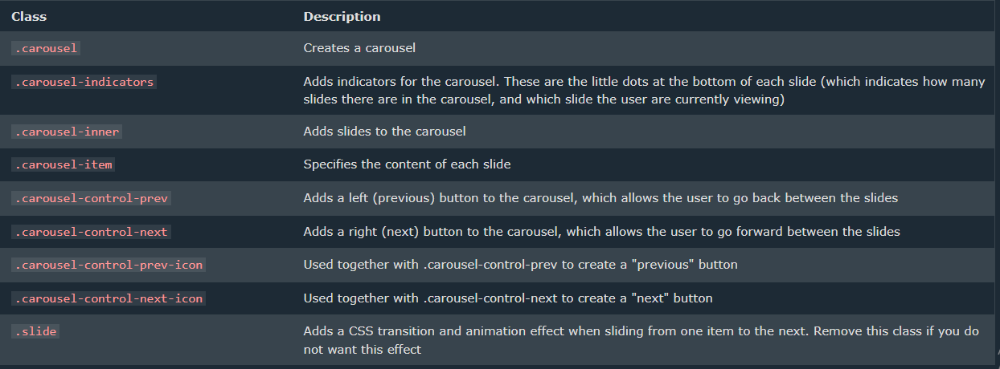 Class Description
.carousel Creates a carousel
.carousel-indicators Adds indicators for the carousel. These are the little dots at the bottom of each slide (which indicates how many
slides there are in the carousel, and which slide the user are currently viewing)
.carousel-inner Adds slides to the carousel
.carousel-item Specifies the content of each slide
.carousel-control-prev Adds a left (previous) button to the carousel, which allows the user to go back between the slides
.carousel-control-next Adds a right (next) button to the carousel, which allows the user to go forward between the slides
.carousel-control-prev-icon Used together with .carousel-control-prev to create a "previous" button
.carousel-control-next-icon Used together with .carousel-control-next to create a "next" button
.slide Adds a CSS transition and animation effect when sliding from one item to the next. Remove this class if you do
not want this effect